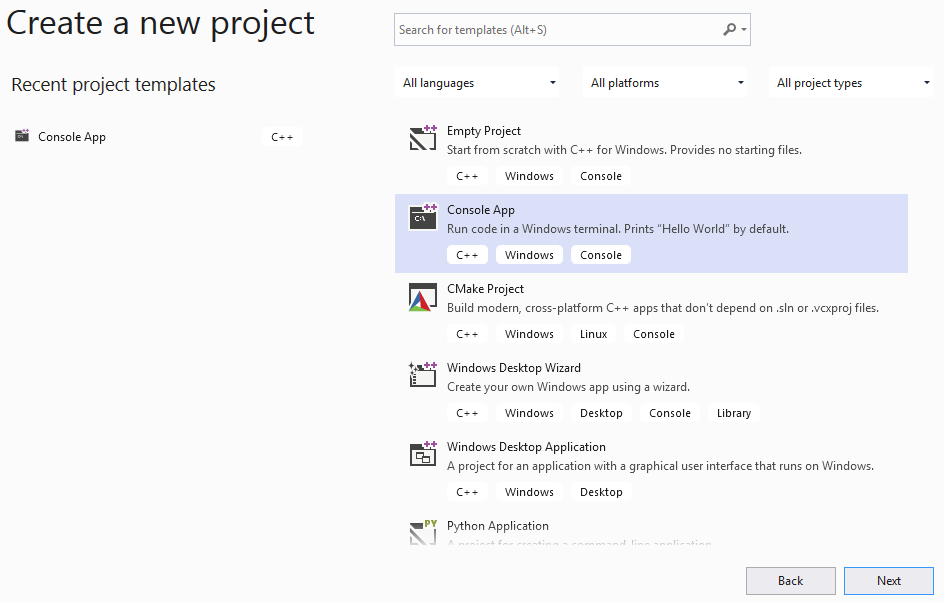 Create a new project
Search for templates (Alt+S)
Recent project templates
All languages
All platforms
All project types
Console App
C++
Empty Project
Start from scratch with C++ for Windows. Provides no starting files.
C++ Windows Console
Console App
Run code in a Windows terminal. Prints “Hello World” by default.
C++ Windows Console
CMake Project
Build modern, cross-platform C++ apps that don’t depend on .sln or .vcxproj files.
C++ Windows Linux Console
Windows Desktop Wizard
Create your own Windows app using a wizard.
C++ Windows Desktop Console Library
Windows Desktop Application
A project for an application with a graphical user interface that runs on Windows.
C++ Windows Desktop
PY
Python Application
A project for creating a command-line application
Back
Next